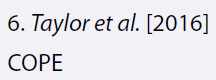 6. Taylor et al. [2016]
COPE